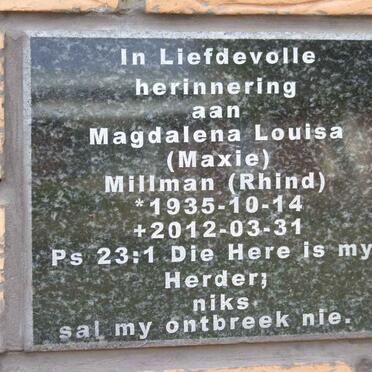 In Liefdevolle
herinnering
aan
Magdalena Louisa
(Maxie)
Millman (Rhind)
*1935-10-14
+2012-03-31
Ps 23:1 Die Here is my
Herder;
niks
sal my ontbreek nie.